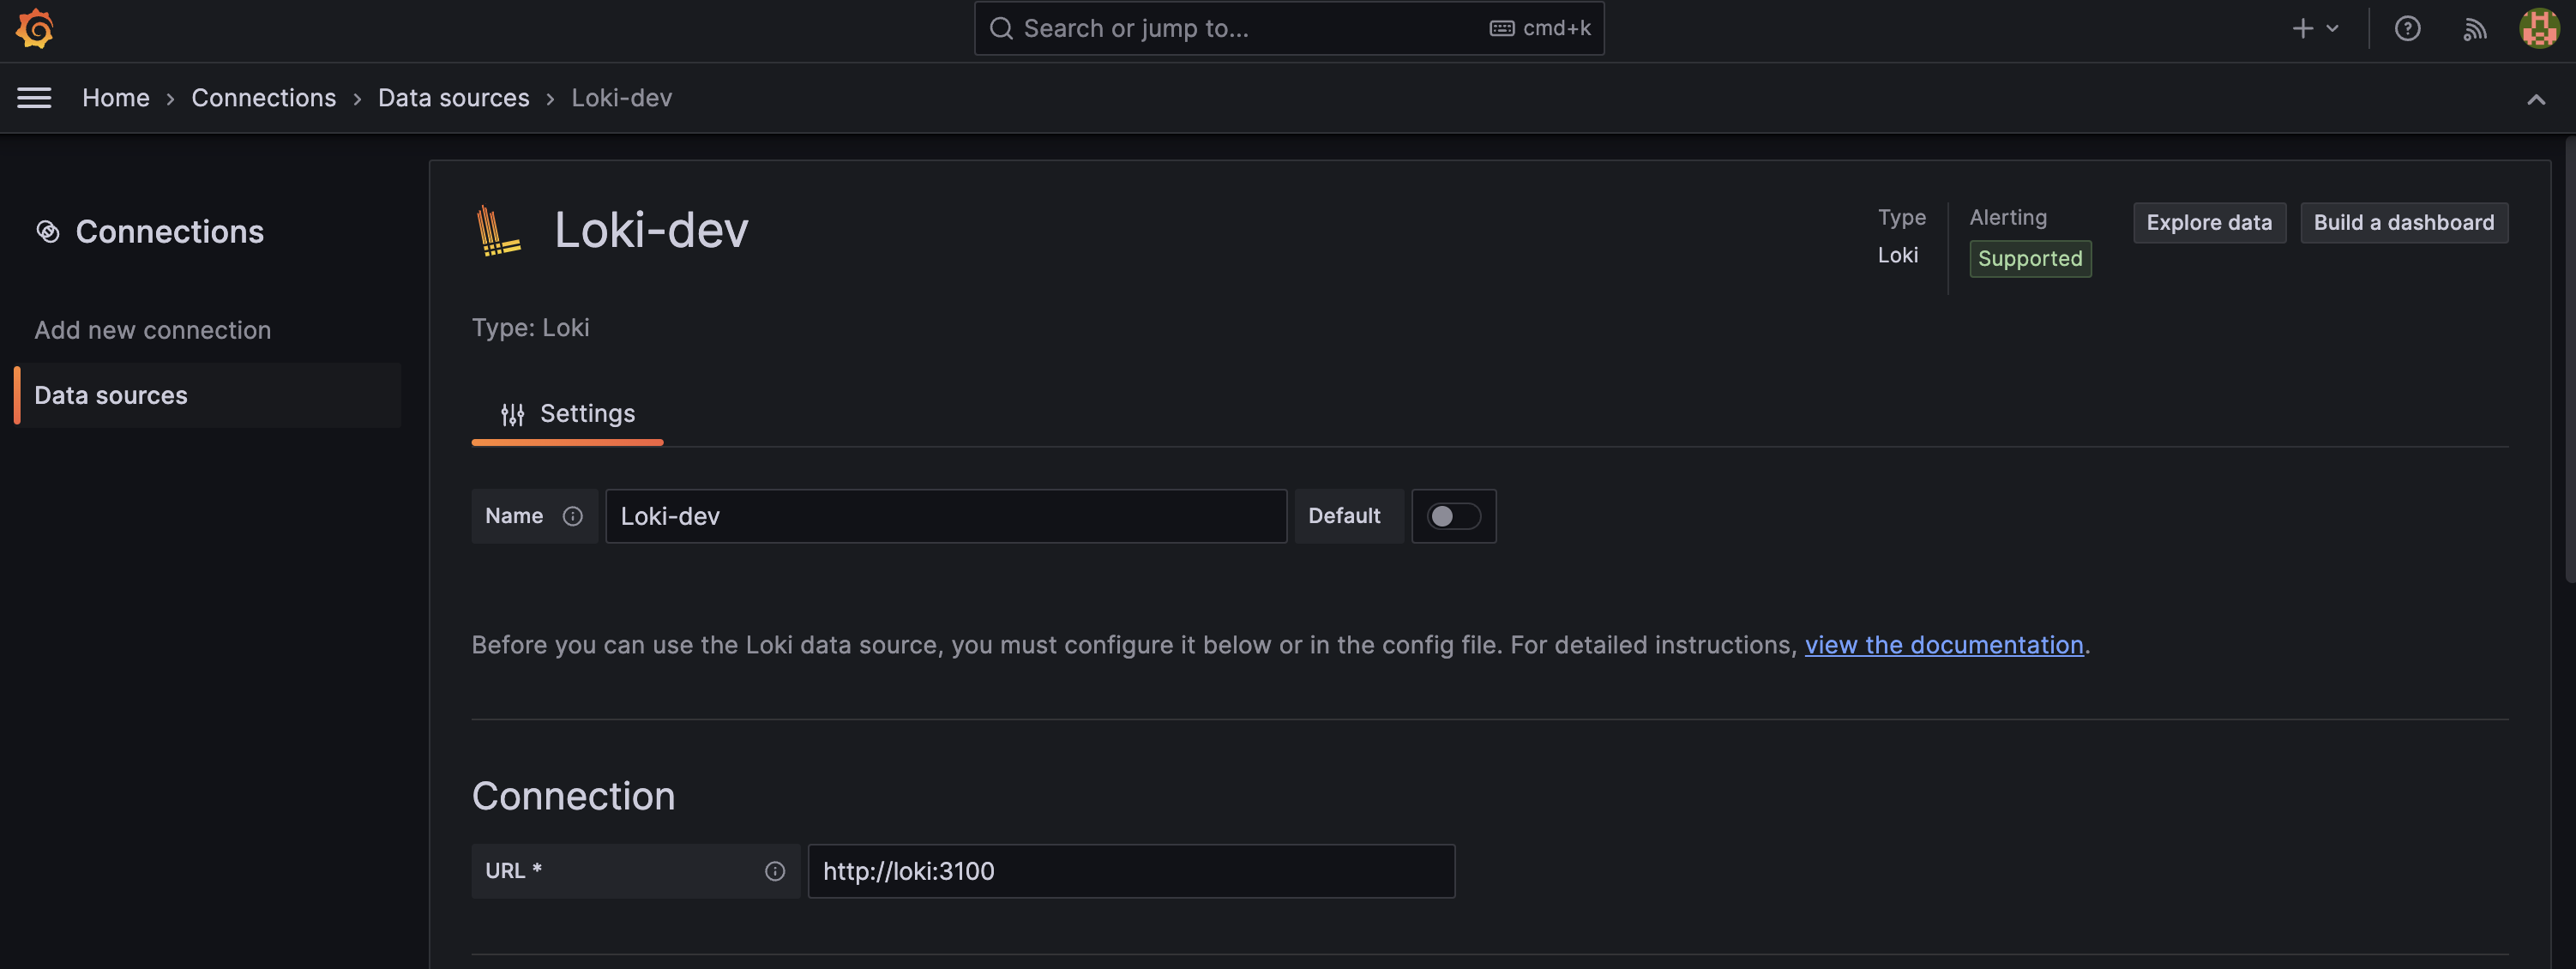 Search or jump to... cmd+k
Home › Connections › Data sources › Loki-dev
Connections
Add new connection
Data sources
Loki-dev
Type
Loki
Alerting
Supported
Explore data
Build a dashboard
Type: Loki
Settings
Name Loki-dev Default
Before you can use the Loki data source, you must configure it below or in the config file. For detailed instructions, view the documentation.
Connection
URL * http://loki:3100